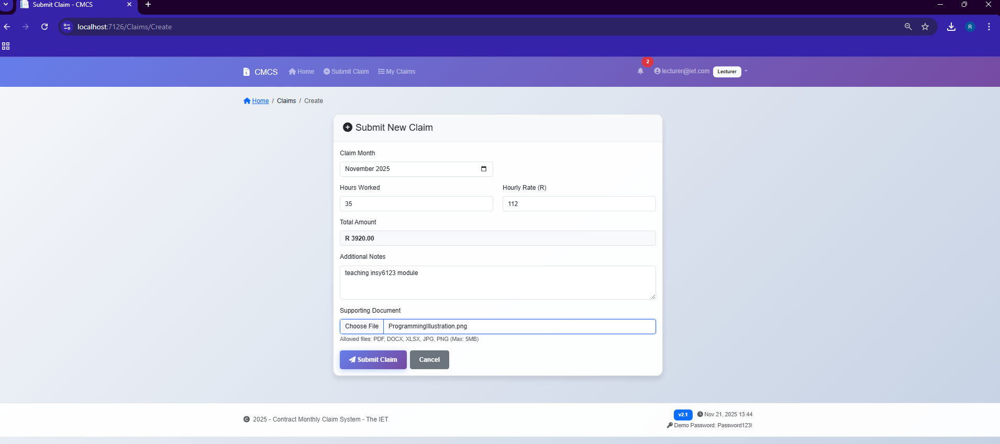 Submit Claim - CMCS
localhost:7126/Claims/Create
R
CMCS Home Submit Claim My Claims 2 lecturer@iet.com Lecturer
Home / Claims / Create
Submit New Claim
Claim Month
November 2025
Hours Worked Hourly Rate (R)
35 112
Total Amount
R 3920.00
Additional Notes
teaching insy6123 module
Supporting Document
Choose File ProgrammingIllustration.png
Allowed files: PDF, DOCX, XLSX, JPG, PNG (Max: 5MB)
Submit Claim Cancel
2025 - Contract Monthly Claim System - The IET
v2.1 Nov 21, 2025 13:44
Demo Password: Password123!